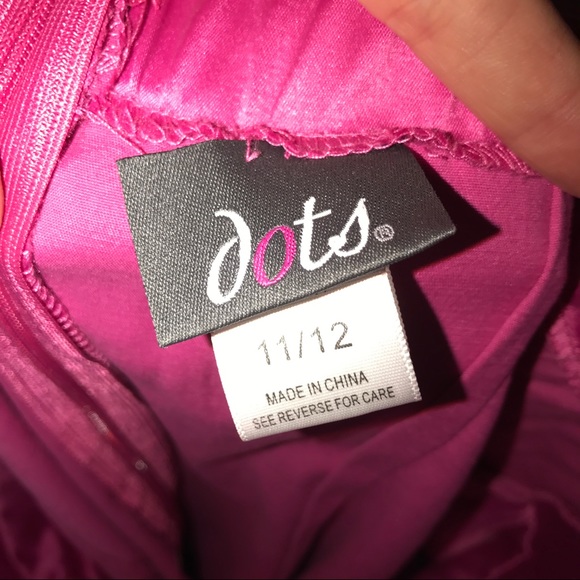 dots®
11/12
MADE IN CHINA
SEE REVERSE FOR CARE